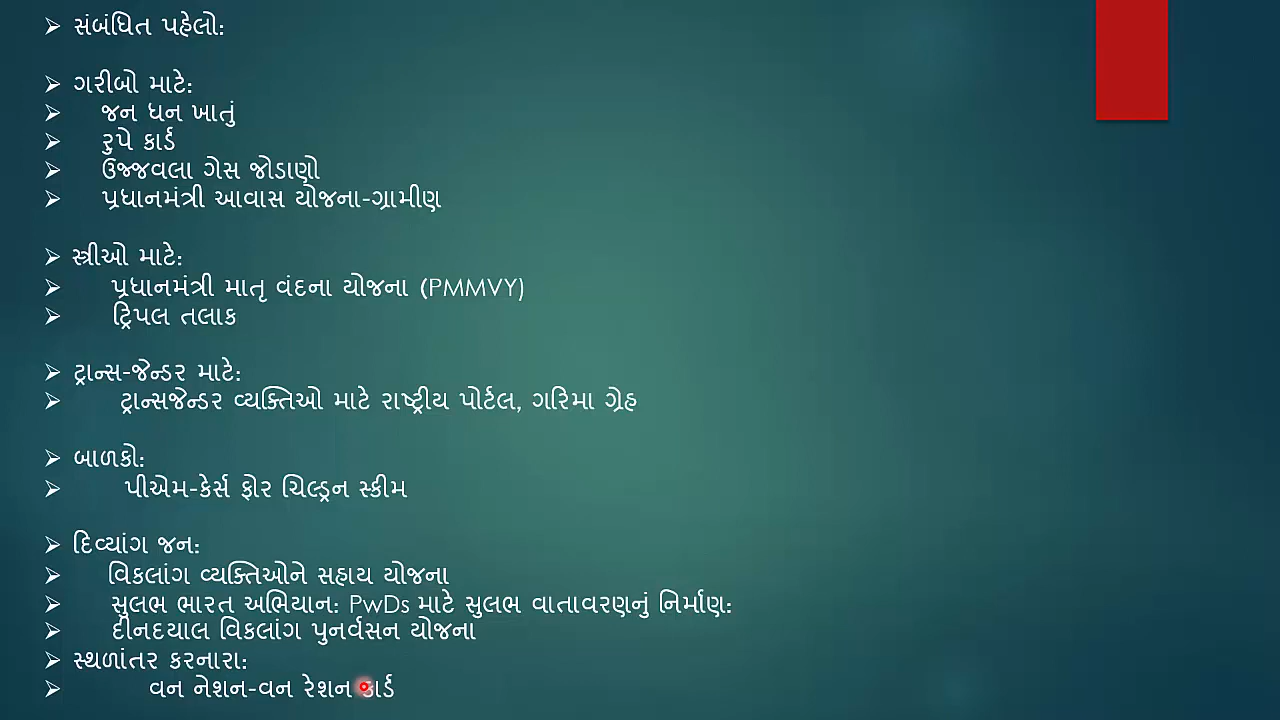 ➢ સંબંધિત પહેલો:
➢ ગરીબો માટે:
➢ જન ધન ખાતું
➢ રુપે કાર્ડ
➢ ઉજ્જવલા ગેસ જોડાણો
➢ પ્રધાનમંત્રી આવાસ યોજના-ગ્રામીણ
➢ સ્ત્રીઓ માટે:
➢ પ્રધાનમંત્રી માતૃ વંદના યોજના (PMMVY)
➢ ટ્રિપલ તલાક
➢ ટ્રાન્સ-જેન્ડર માટે:
➢ ટ્રાન્સજેન્ડર વ્યક્તિઓ માટે રાષ્ટ્રીય પોર્ટલ, ગરિમા ગ્રેહ
➢ બાળકો:
➢ પીએમ-કેર્સ ફોર ચિલ્ડ્રન સ્કીમ
➢ દિવ્યાંગ જન:
➢ વિકલાંગ વ્યક્તિઓને સહાય યોજના
➢ સુલભ ભારત અભિયાન: PwDs માટે સુલભ વાતાવરણનું નિર્માણ:
➢ દીનદયાલ વિકલાંગ પુનર્વસન યોજના
➢ સ્થળાંતર કરનારા:
➢ વન નેશન-વન રેશન કાર્ડ